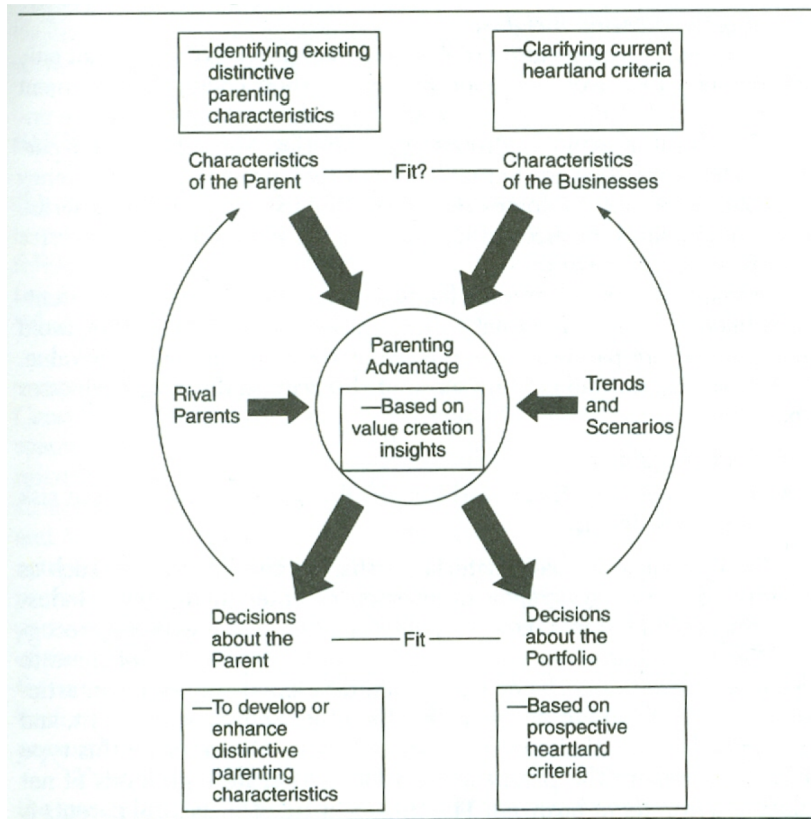 —Identifying existing
distinctive
parenting
characteristics
—Clarifying current
heartland criteria
Characteristics
of the Parent
Fit?
Characteristics
of the Businesses
Parenting
Advantage
—Based on
value creation
insights
Rival
Parents
Trends
and
Scenarios
Decisions
about the
Parent
Fit
Decisions
about the
Portfolio
—To develop or
enhance
distinctive
parenting
characteristics
—Based on
prospective
heartland
criteria